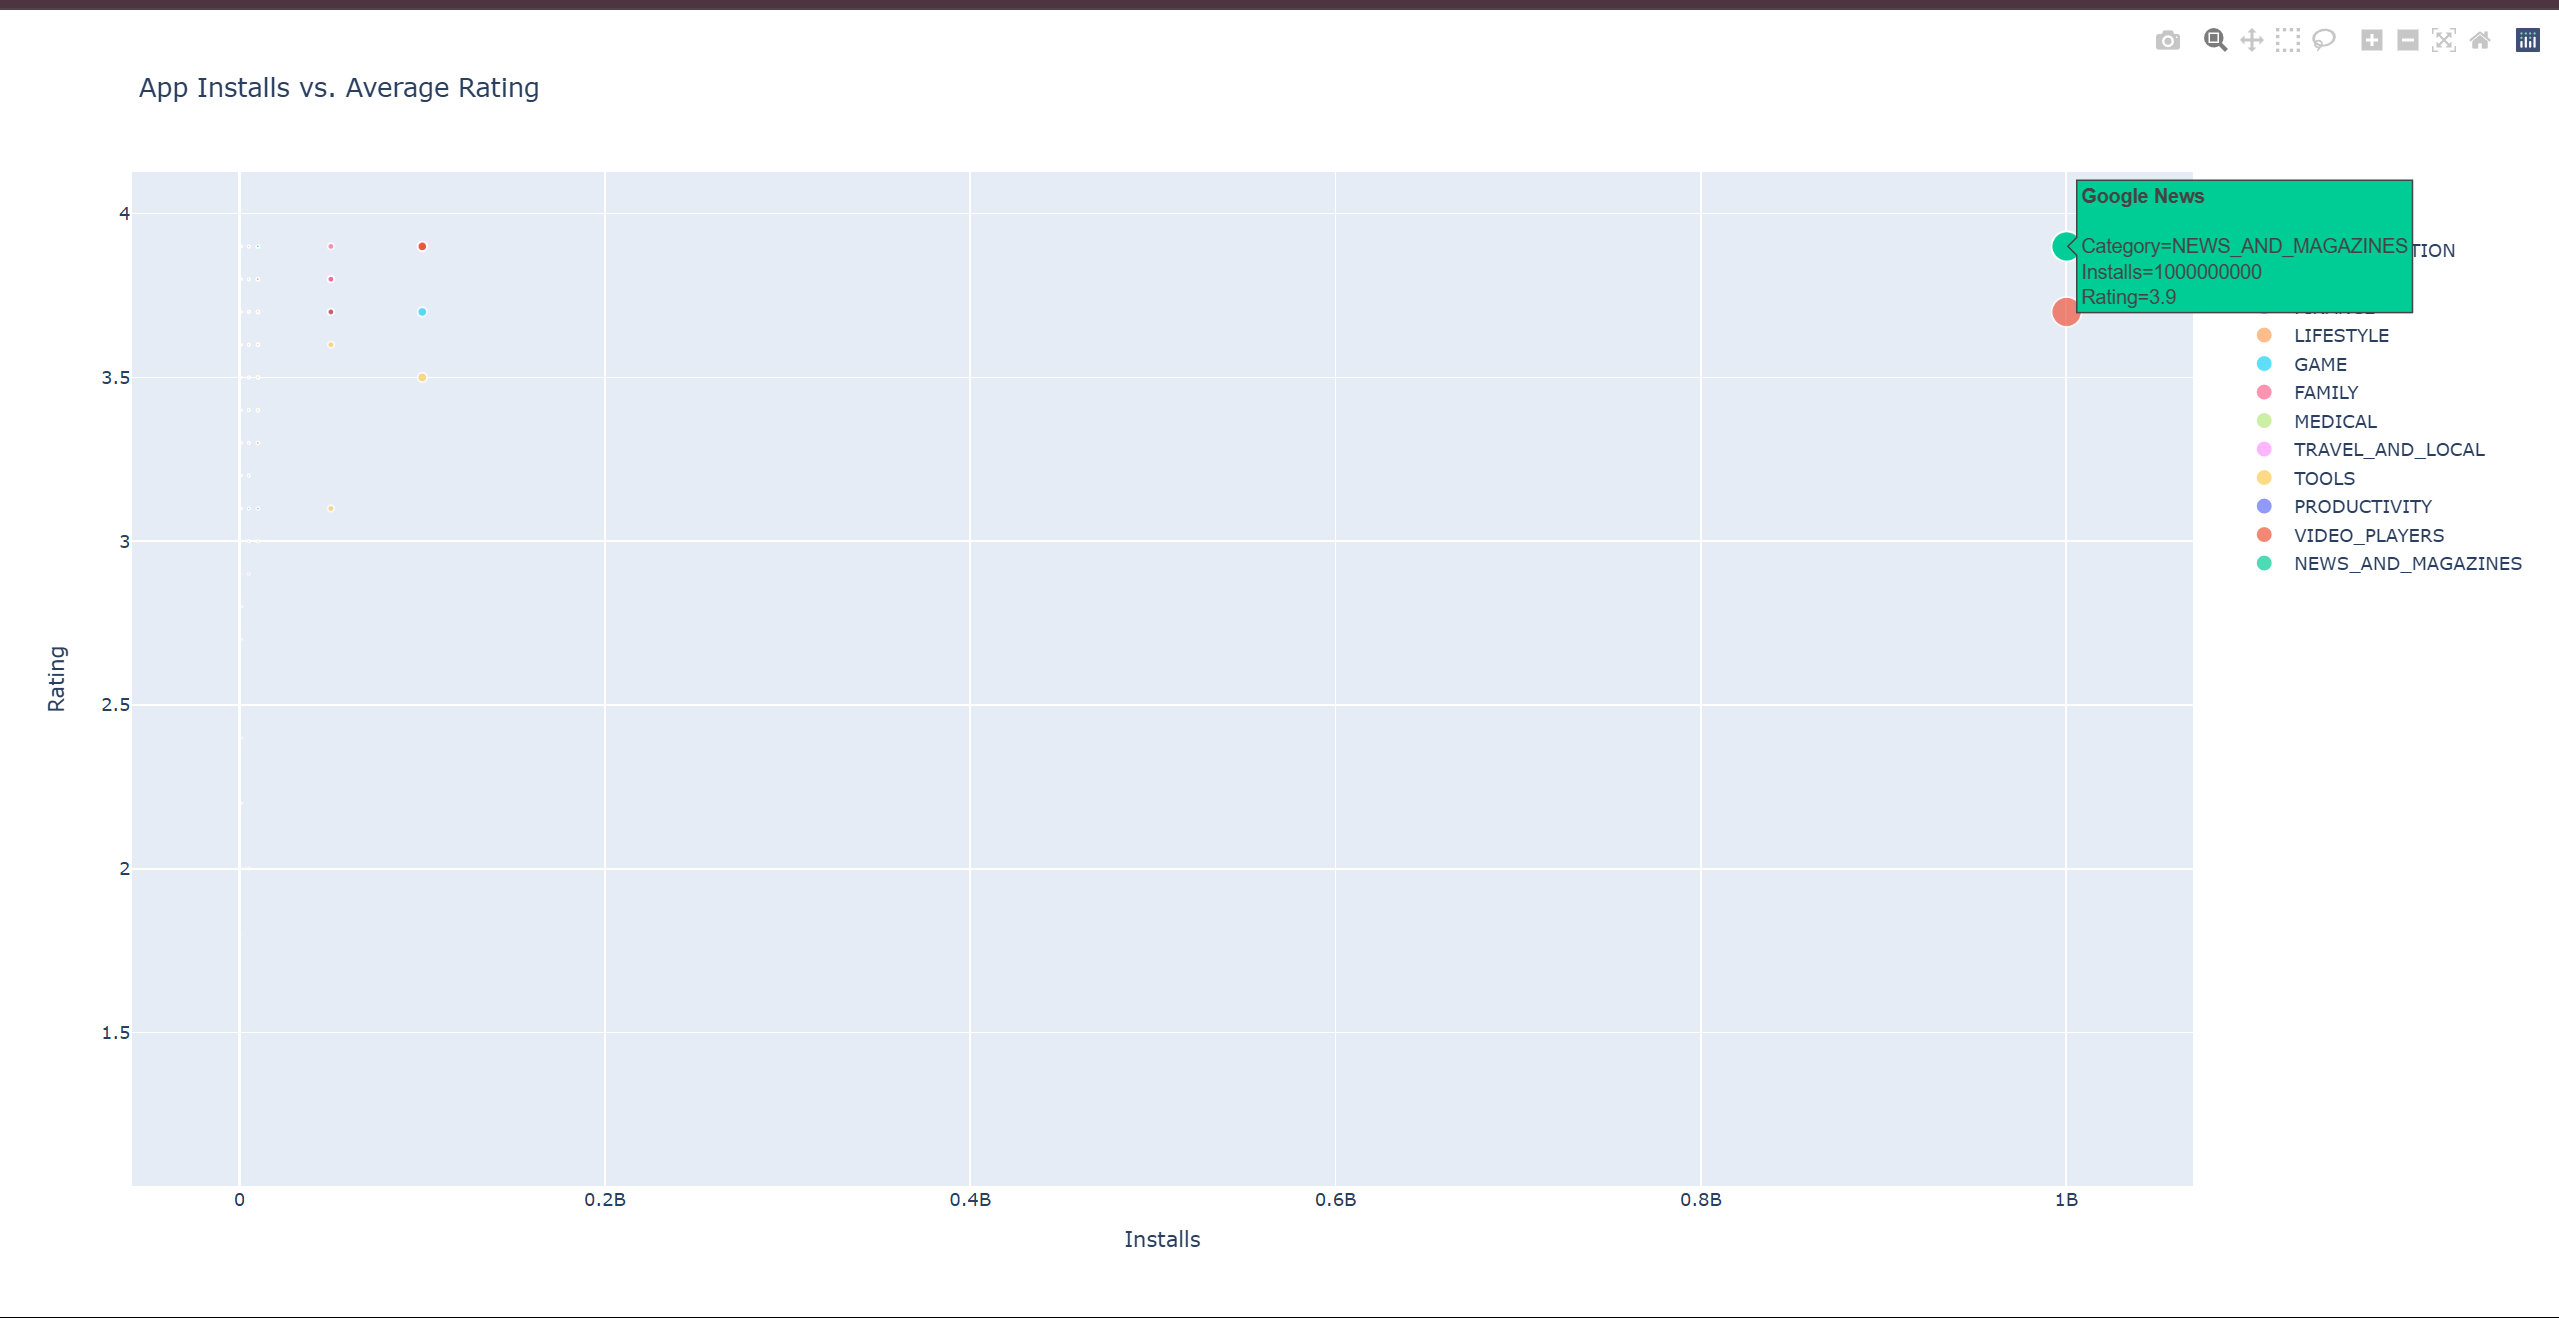 App Installs vs. Average Rating
Google News
Category=NEWS_AND_MAGAZINES
Installs=1000000000
Rating=3.9
TION
LIFESTYLE
GAME
FAMILY
MEDICAL
TRAVEL_AND_LOCAL
TOOLS
PRODUCTIVITY
VIDEO_PLAYERS
NEWS_AND_MAGAZINES
4
3.5
3
2.5
2
1.5
Rating
0
0.2B
0.4B
0.6B
0.8B
1B
Installs